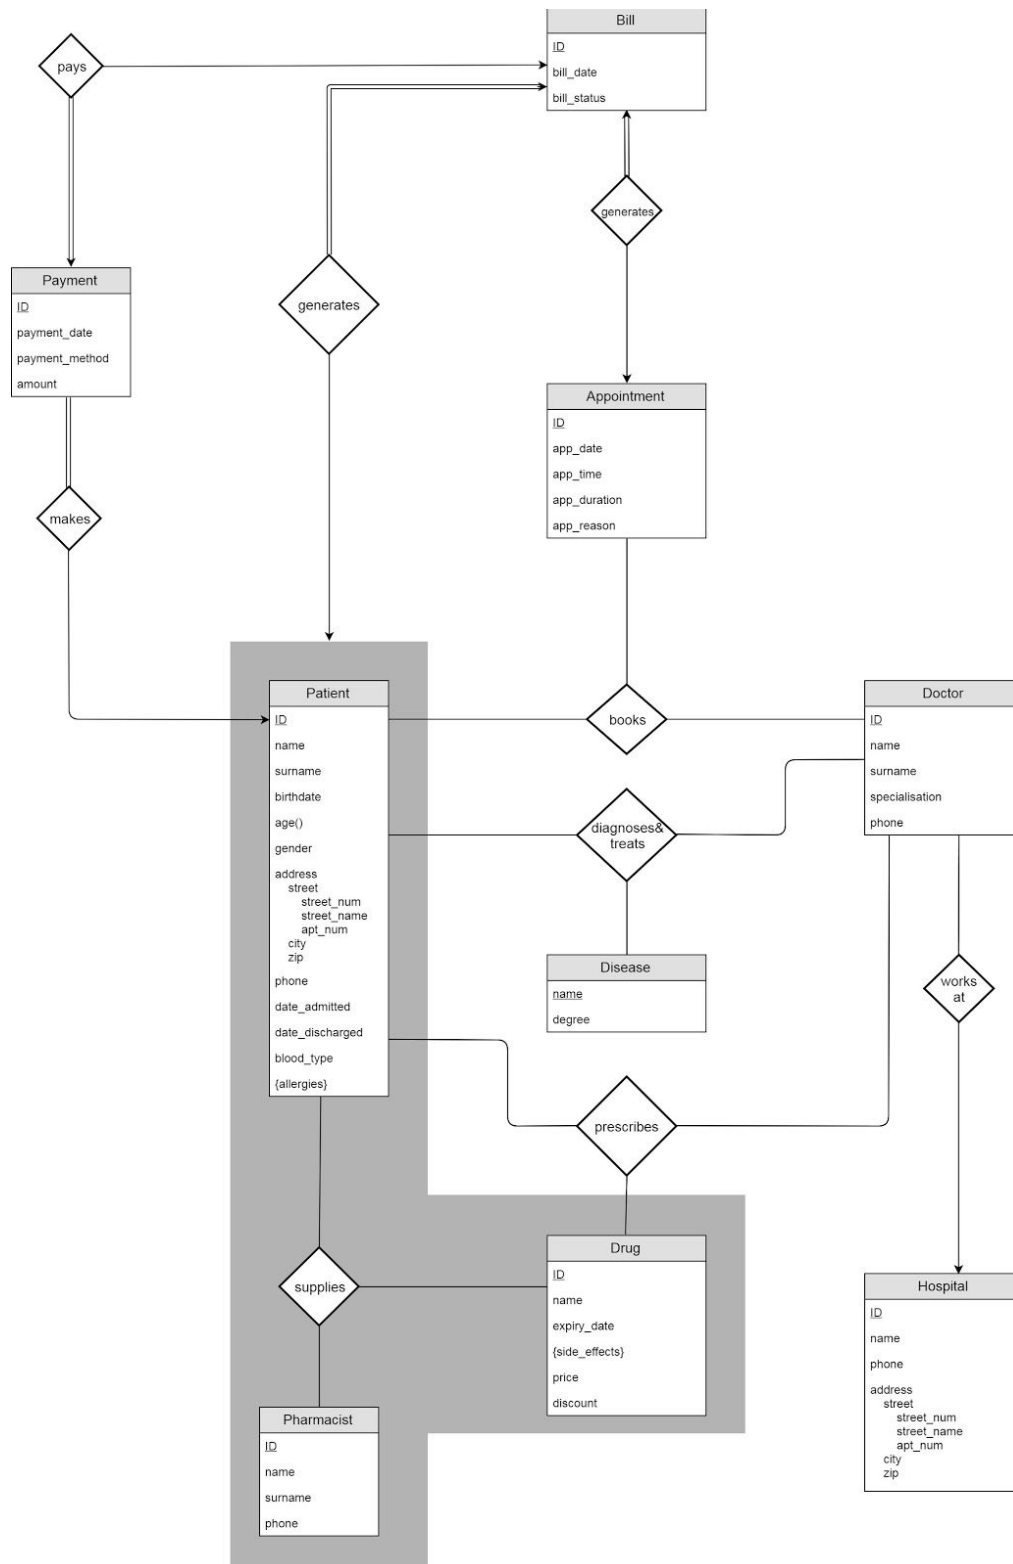 Bill
ID
bill_date
bill_status
pays
generates
generates
Payment
ID
payment_date
payment_method
amount
makes
Appointment
ID
app_date
app_time
app_duration
app_reason
Patient
ID
name
surname
birthdate
age()
gender
address
street
street_num
street_name
apt_num
city
zip
phone
date_admitted
date_discharged
blood_type
{allergies}
books
Doctor
ID
name
surname
specialisation
phone
diagnoses&
treats
Disease
name
degree
works
at
prescribes
supplies
Drug
ID
name
expiry_date
{side_effects}
price
discount
Hospital
ID
name
phone
address
street
street_num
street_name
apt_num
city
zip
Pharmacist
ID
name
surname
phone